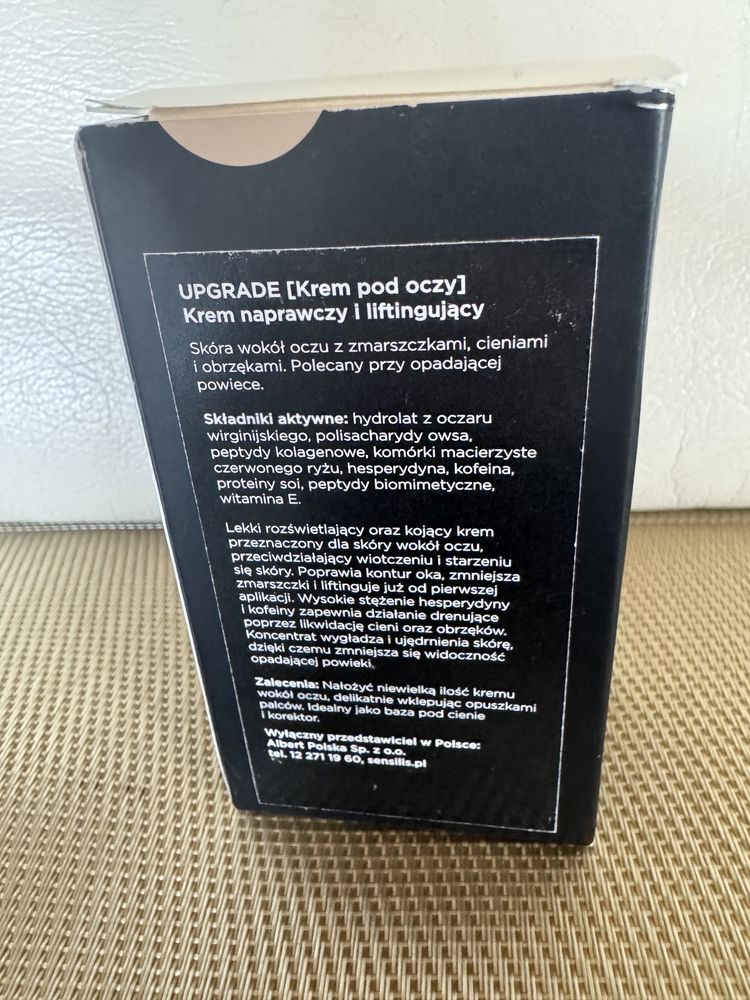 UPGRADE [Krem pod oczy]
Krem naprawczy i liftingujący
Skóra wokół oczu z zmarszczkami, cieniami
i obrzękami. Polecany przy opadającej
powiece.
Składniki aktywne: hydrolat z oczaru
wirginijskiego, polisacharydy owsa,
peptydy kolagenowe, komórki macierzyste
czerwonego ryżu, hesperydyna, kofeina,
proteiny soi, peptydy biomimetyczne,
witamina E.
Lekki rozświetlający oraz kojący krem
przeznaczony dla skóry wokół oczu,
przeciwdziałający wiotczeniu i starzeniu
się skóry. Poprawia kontur oka, zmniejsza
zmarszczki i liftinguje już od pierwszej
aplikacji. Wysokie stężenie hesperydyny
i kofeiny zapewnia działanie drenujące
poprzez likwidację cieni oraz obrzęków.
Koncentrat wygładza i ujędrnienia skórę,
dzięki czemu zmniejsza się widoczność
opadającej powieki.
Zalecenia: Nałożyć niewielką ilość kremu
wokół oczu, delikatnie wklepując opuszkami
palców. Idealny jako baza pod cienie
i korektor.
Wyłączny przedstawiciel w Polsce:
Albert Polska Sp. z o.o.
tel. 12 271 19 60, sensilis.pl